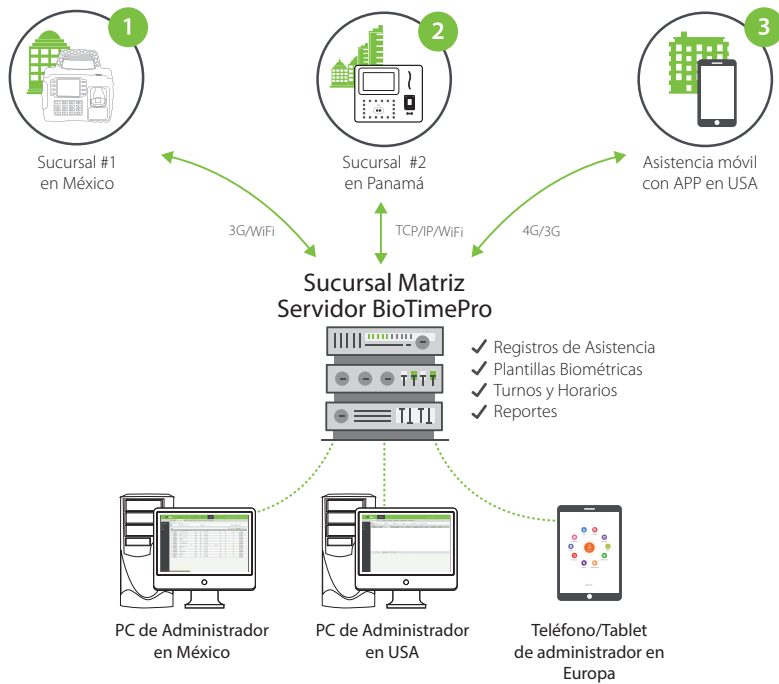 1
2
3
Sucursal #1
en México
Sucursal #2
en Panamá
Asistencia móvil
con APP en USA
3G/WiFi
TCP/IP/WiFi
4G/3G
Sucursal Matriz
Servidor BioTimePro
Registros de Asistencia
Plantillas Biométricas
Turnos y Horarios
Reportes
PC de Administrador
en México
PC de Administrador
en USA
Teléfono/Tablet
de administrador en
Europa